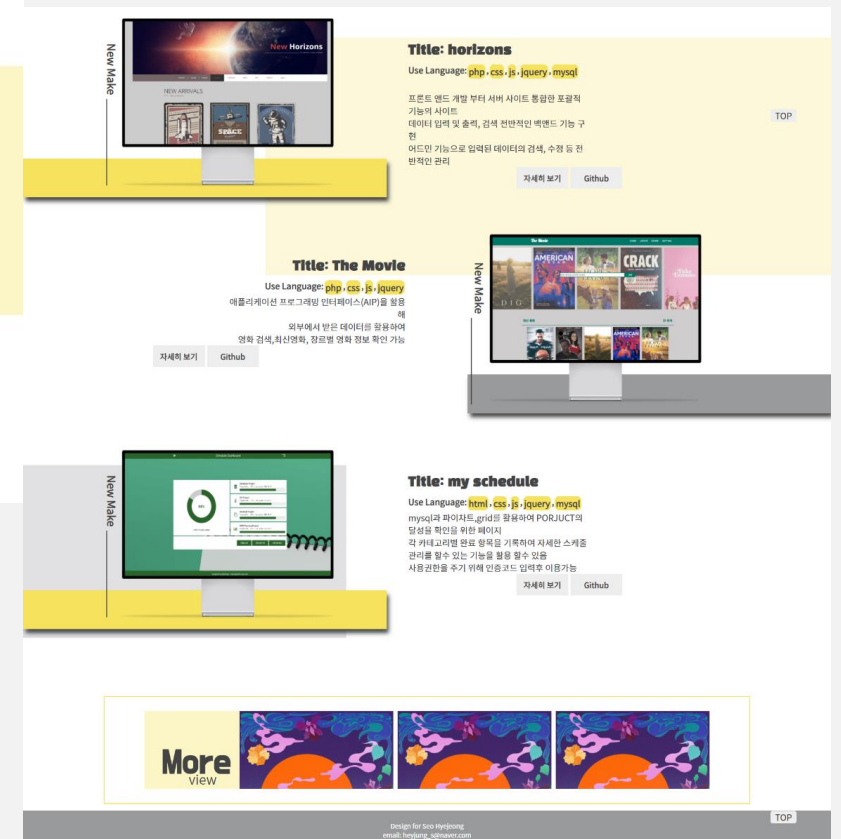 New Make
New Horizons
NEW ARRIVALS
SPACE
Title: horizons
Use Language: php , css , js , jquery , mysql
프론트 앤드 개발 부터 서버 사이트 통합한 포괄적
기능의 사이트
데이터 입력 및 출력, 검색 전반적인 백앤드 기능 구
현
어드민 기능으로 입력된 데이터의 검색, 수정 등 전
반적인 관리
자세히 보기
Github
TOP
Title: The Movie
Use Language: php , css , js , jquery
애플리케이션 프로그래밍 인터페이스(AIP)을 활용
해
외부에서 받은 데이터를 활용하여
영화 검색,최신영화, 장르별 영화 정보 확인 가능
자세히 보기
Github
New Make
The Movie
AMERICAN
CRACK
DIG
New Make
Title: my schedule
Use Language: html , css , js , jquery , mysql
mysql과 파이차트,grid를 활용하여 PORJUCT의
달성을 확인을 위한 페이지
각 카테고리별 완료 항목을 기록하여 자세한 스케줄
관리를 할수 있는 기능을 활용 할수 있음
사용권한을 주기 위해 인증코드 입력후 이용가능
자세히 보기
Github
More
view
TOP
Design for Seo Hyejeong
email: heyjung_s@naver.com